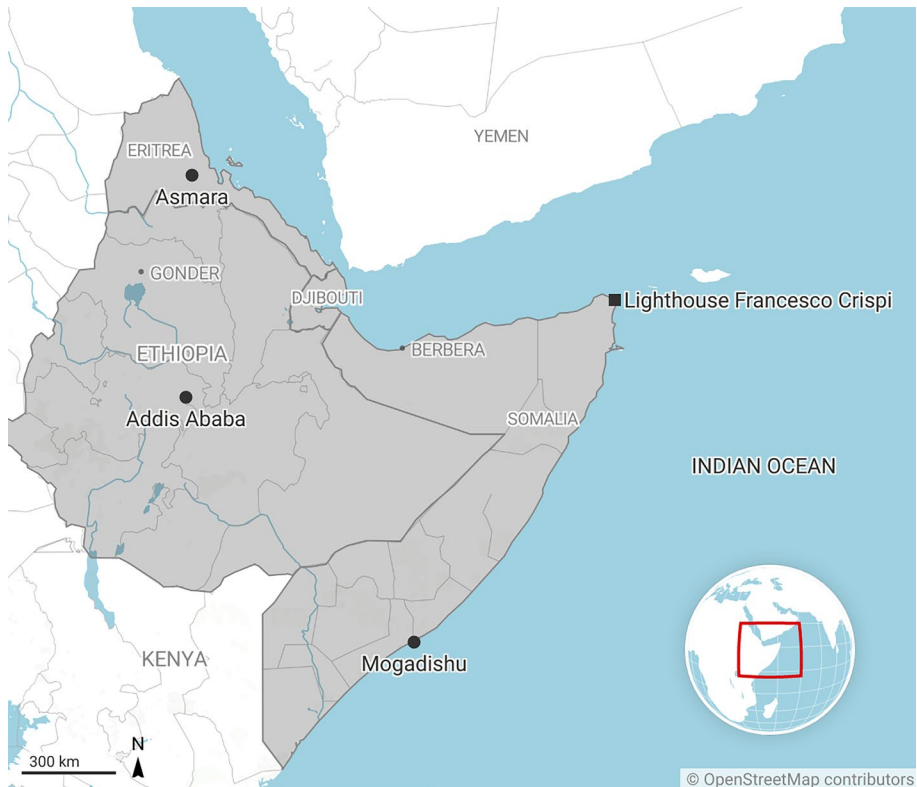 YEMEN
ERITREA
Asmara
GONDER
DJIBOUTI
Lighthouse Francesco Crispi
ETHIOPIA
BERBERA
Addis Ababa
SOMALIA
INDIAN OCEAN
Mogadishu
KENYA
N
300 km
© OpenStreetMap contributors